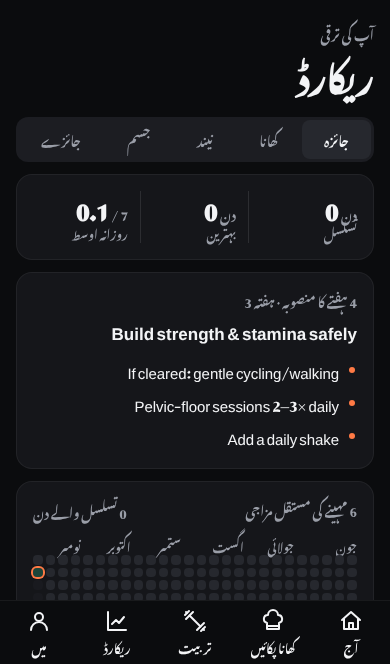 آپ کی ترقی
ریکارڈ
جائزہ
کھانا
نیند
جسم
جائزے
0 دن
تسلسل
0 دن
بہترین
0.1 / 7
روزانہ اوسط
4 ہفتے کا منصوبہ · ہفتہ 3
Build strength & stamina safely
If cleared: gentle cycling/walking
Pelvic-floor sessions 2–3× daily
Add a daily shake
6 مہینے کی مستقل مزاجی
0 تسلسل والے دن
جون جولائی اگست ستمبر اکتوبر نومبر
آج
کھانا پکائیں
تربیت
ریکارڈ
میں